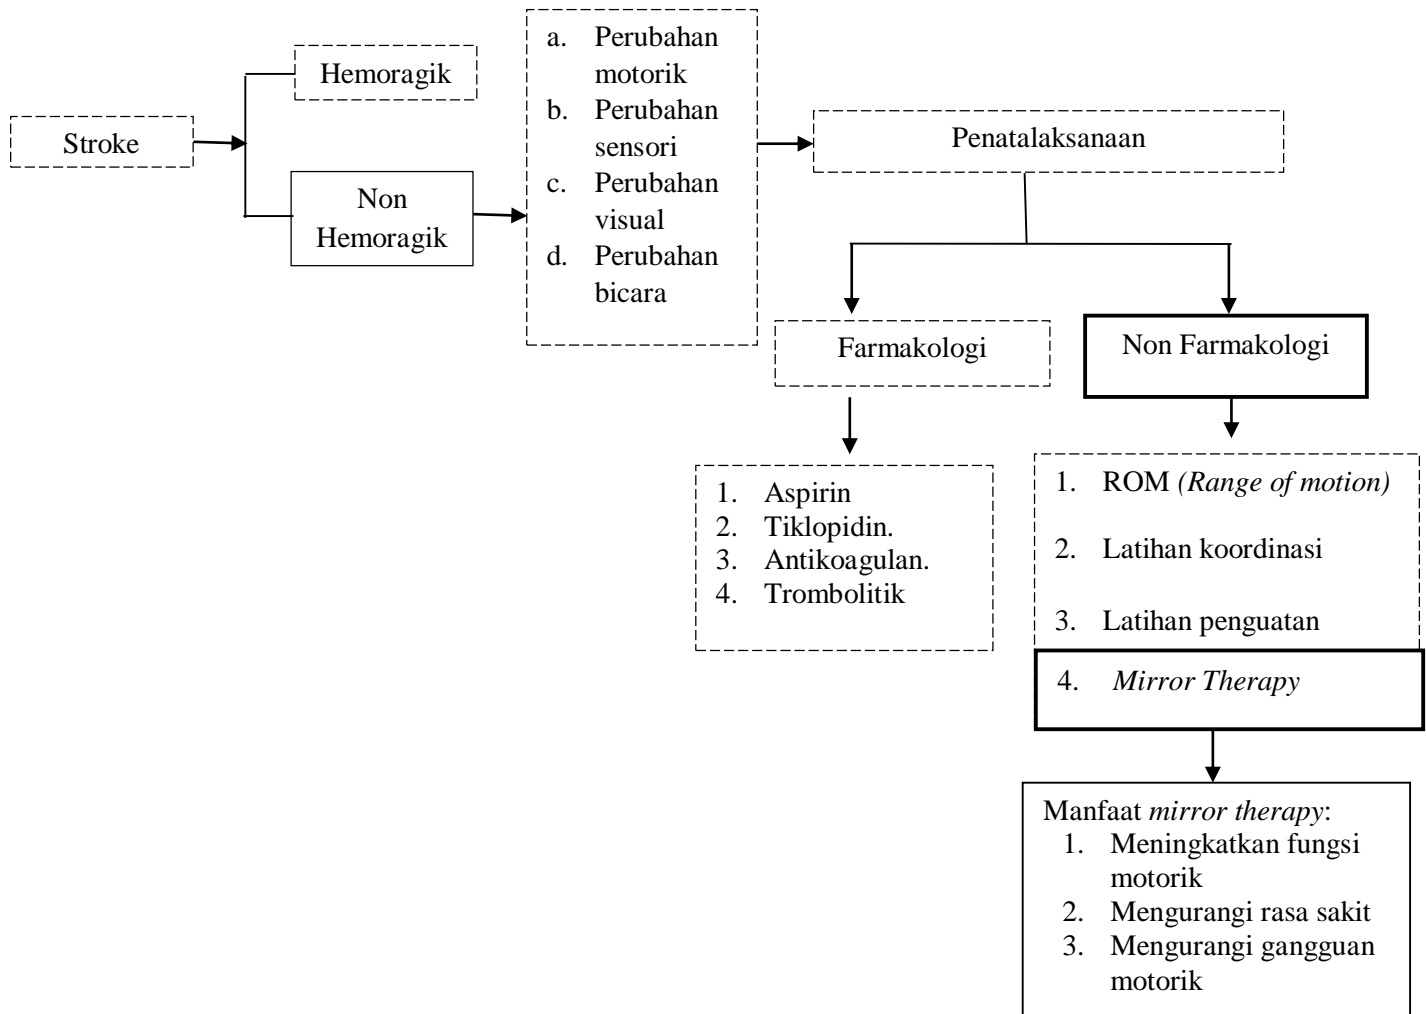 Stroke
Hemoragik
Non
Hemoragik
a. Perubahan
motorik
b. Perubahan
sensori
c. Perubahan
visual
d. Perubahan
bicara
Penatalaksanaan
Farmakologi
Non Farmakologi
1. Aspirin
2. Tiklopidin.
3. Antikoagulan.
4. Trombolitik
1. ROM (Range of motion)
2. Latihan koordinasi
3. Latihan penguatan
4. Mirror Therapy
Manfaat mirror therapy:
1. Meningkatkan fungsi
motorik
2. Mengurangi rasa sakit
3. Mengurangi gangguan
motorik